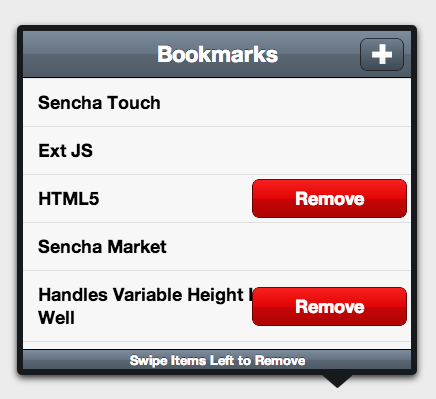 Bookmarks
Sencha Touch
Ext JS
HTML5
Remove
Sencha Market
Handles Variable Height
Well
Remove
Swipe Items Left to Remove